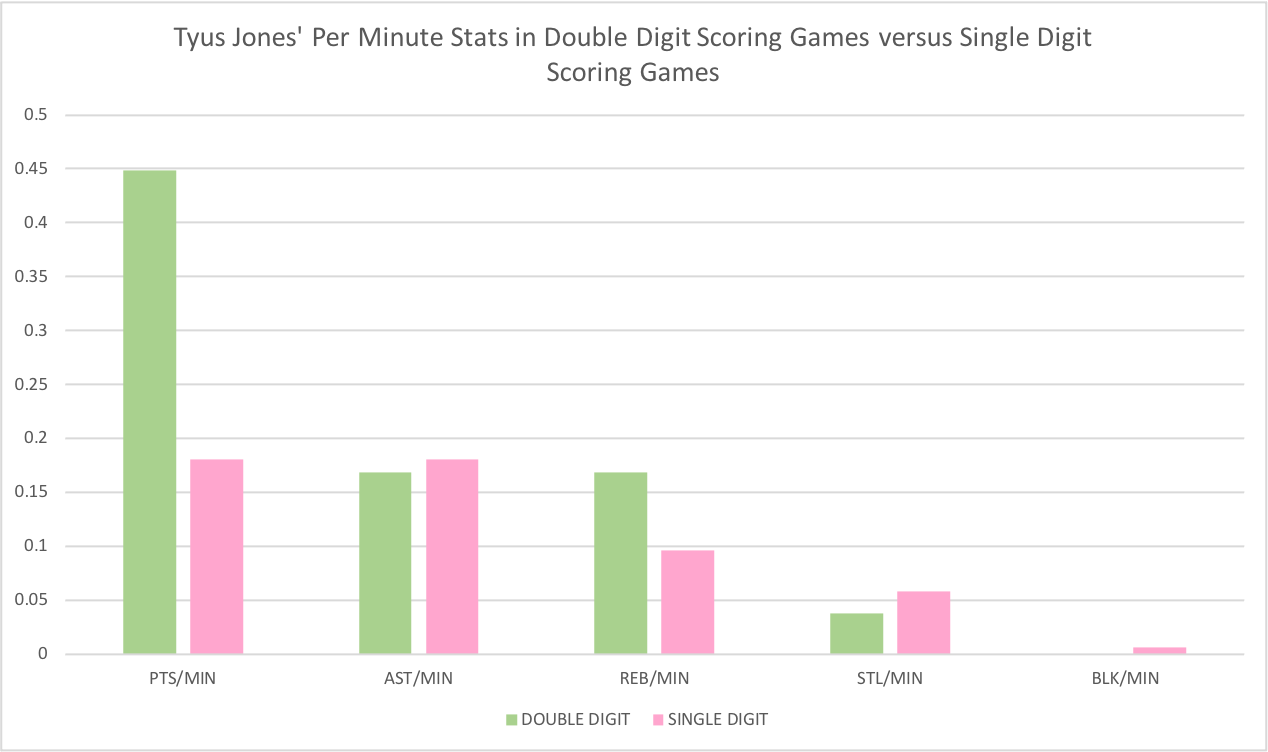 Tyus Jones' Per Minute Stats in Double Digit Scoring Games versus Single Digit
Scoring Games
0.5
0.45
0.4
0.35
0.3
0.25
0.2
0.15
0.1
0.05
0
PTS/MIN
AST/MIN
REB/MIN
STL/MIN
BLK/MIN
DOUBLE DIGIT
SINGLE DIGIT